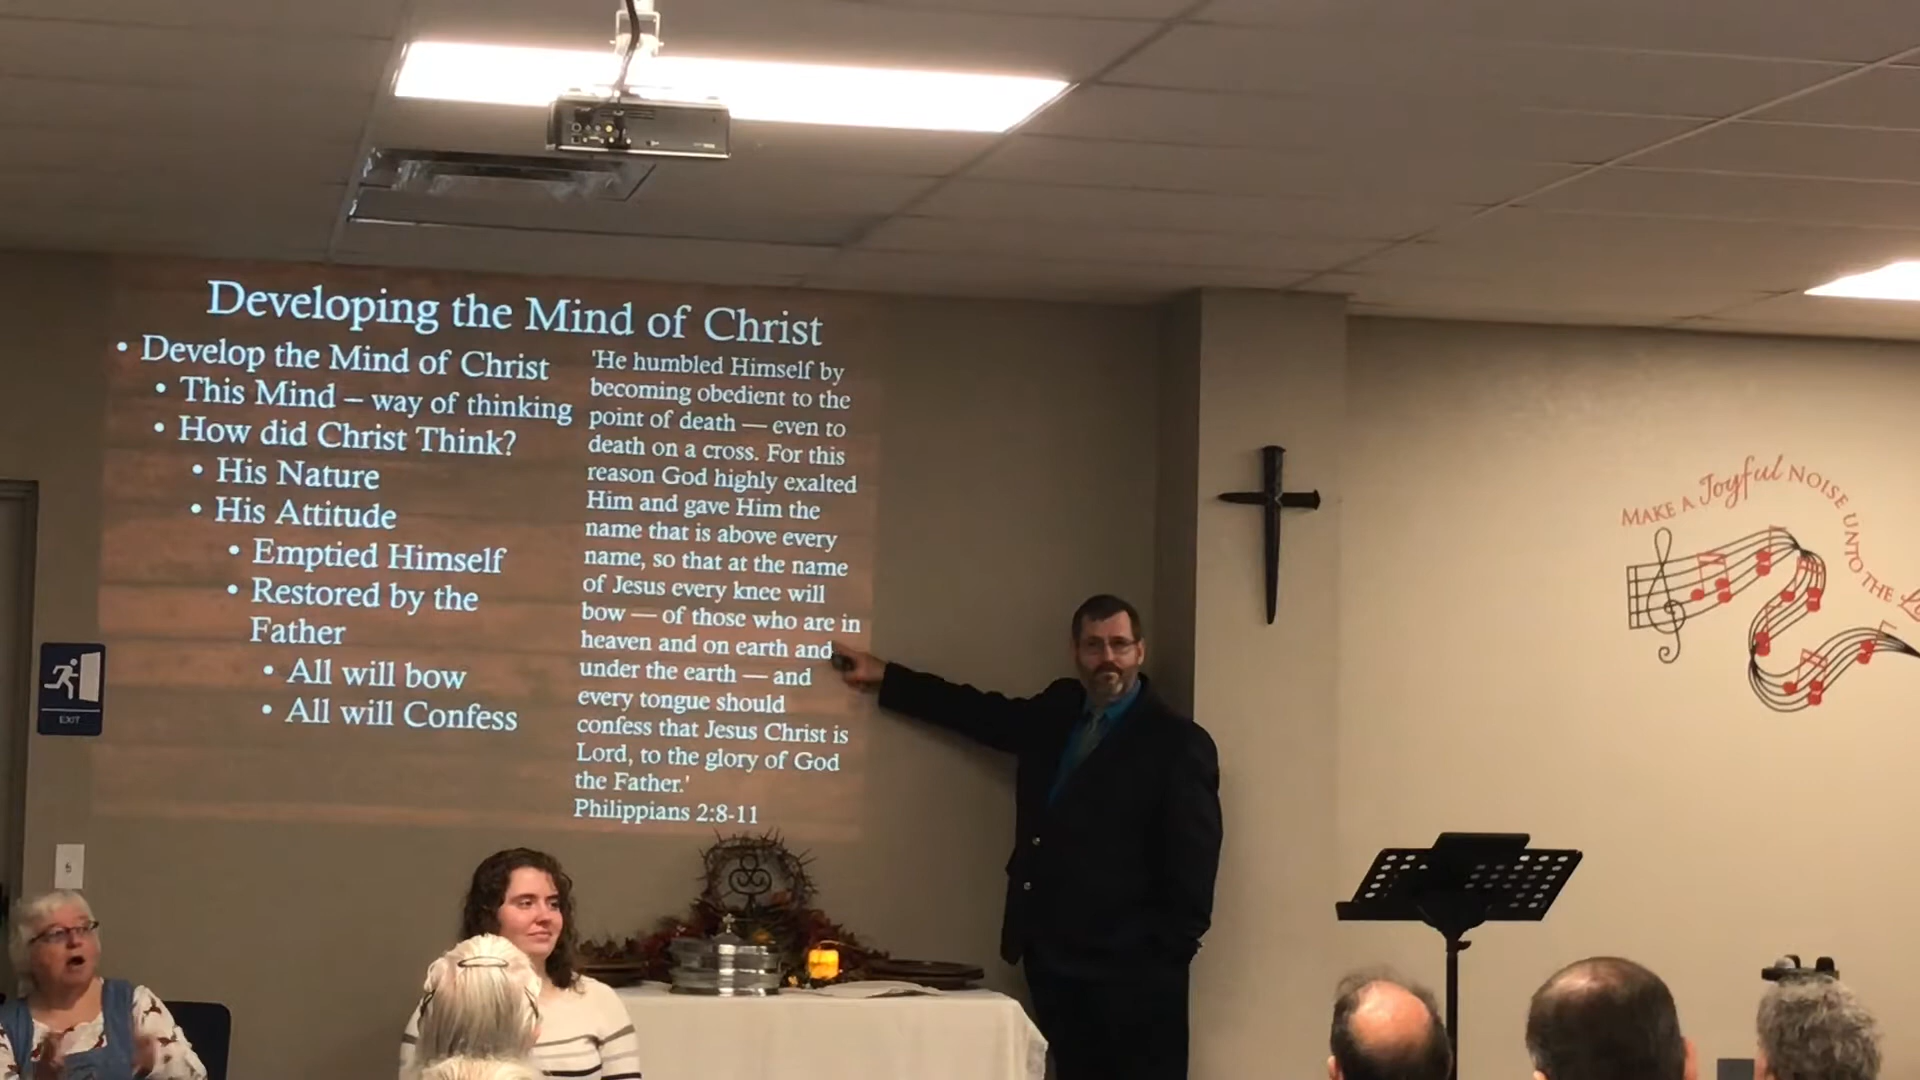 Developing the Mind of Christ
• Develop the Mind of Christ
• This Mind – way of thinking
• How did Christ Think?
• His Nature
• His Attitude
• Emptied Himself
• Restored by the
Father
• All will bow
• All will Confess
'He humbled Himself by
becoming obedient to the
point of death — even to
death on a cross. For this
reason God highly exalted
Him and gave Him the
name that is above every
name, so that at the name
of Jesus every knee will
bow — of those who are in
heaven and on earth and
under the earth — and
every tongue should
confess that Jesus Christ is
Lord, to the glory of God
the Father.'
Philippians 2:8-11
MAKE A Joyful NOISE UNTO THE
EXIT